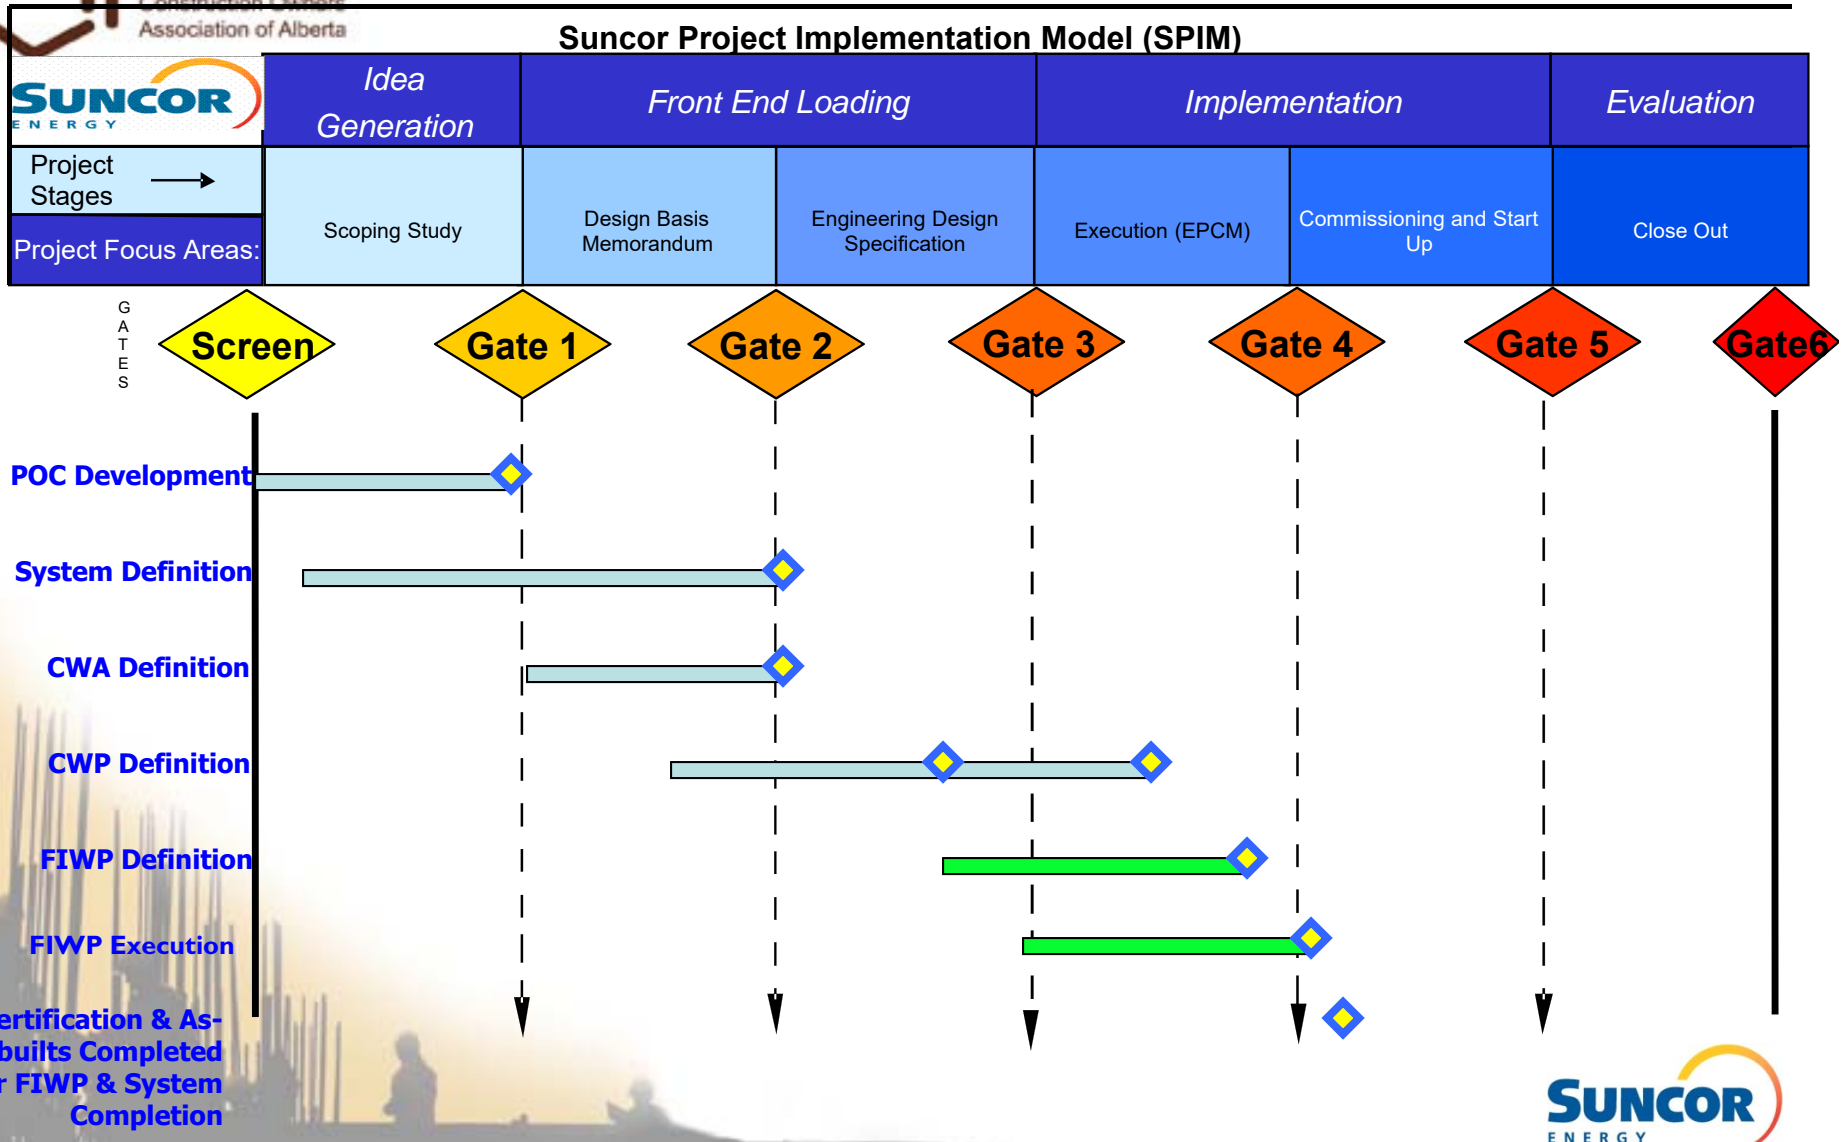 Construction Owners
Association of Alberta
Suncor Project Implementation Model (SPIM)
SUNCOR
ENERGY
Idea
Generation
Front End Loading
Implementation
Evaluation
Project
Stages
Project Focus Areas:
Scoping Study
Design Basis
Memorandum
Engineering Design
Specification
Execution (EPCM)
Commissioning and Start
Up
Close Out
G
A
T
E
S
Screen
Gate 1
Gate 2
Gate 3
Gate 4
Gate 5
Gate6
POC Development
System Definition
CWA Definition
CWP Definition
FIWP Definition
FIWP Execution
ertification & As-
builts Completed
r FIWP & System
Completion
SUNCOR
ENERGY